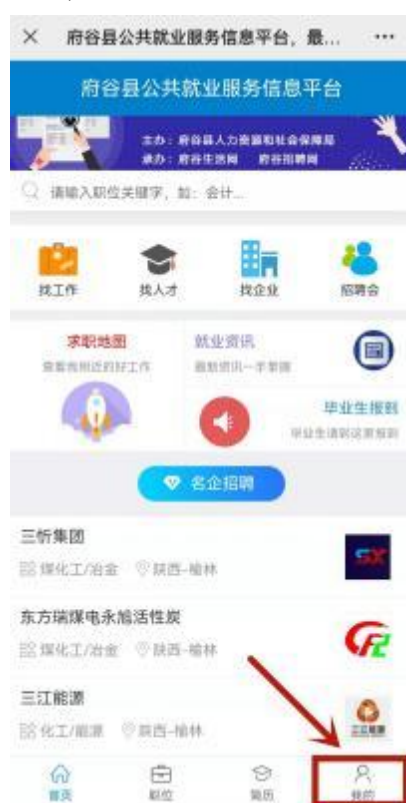 府谷县公共就业服务信息平台，最...
府谷县公共就业服务信息平台
主办：府谷县人力资源和社会保障局
承办：府谷生活网 府谷招聘网
请输入职位关键字，如：会计...
找工作 找人才 找企业 招聘会
求职地图 就业资讯
查看我附近的好工作 最新资讯一手掌握
毕业生报到
毕业生请到这里报到
名企招聘
三忻集团
煤化工/冶金 陕西-榆林
SX
东方瑞煤电永旭活性炭
煤化工/冶金 陕西-榆林
三江能源
化工/能源 陕西-榆林
三江能源
首页 职位 简历 我的